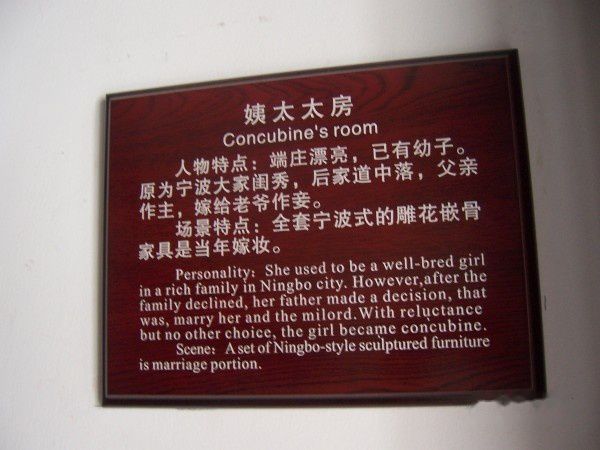 姨太太房
Concubine's room
人物特点：端庄漂亮，已有幼子。
原为宁波大家闺秀，后家道中落，父亲
作主，嫁给老爷作妾。
场景特点：全套宁波式的雕花嵌骨
家具是当年嫁妆。
Personality: She used to be a well-bred girl
in a rich family in Ningbo city. However,after the
family declined, her father made a decision, that
was, marry her and the milord.With reluctance
but no other choice, the girl became concubine.
Scene: A set of Ningbo-style sculptured furniture
is marriage portion.